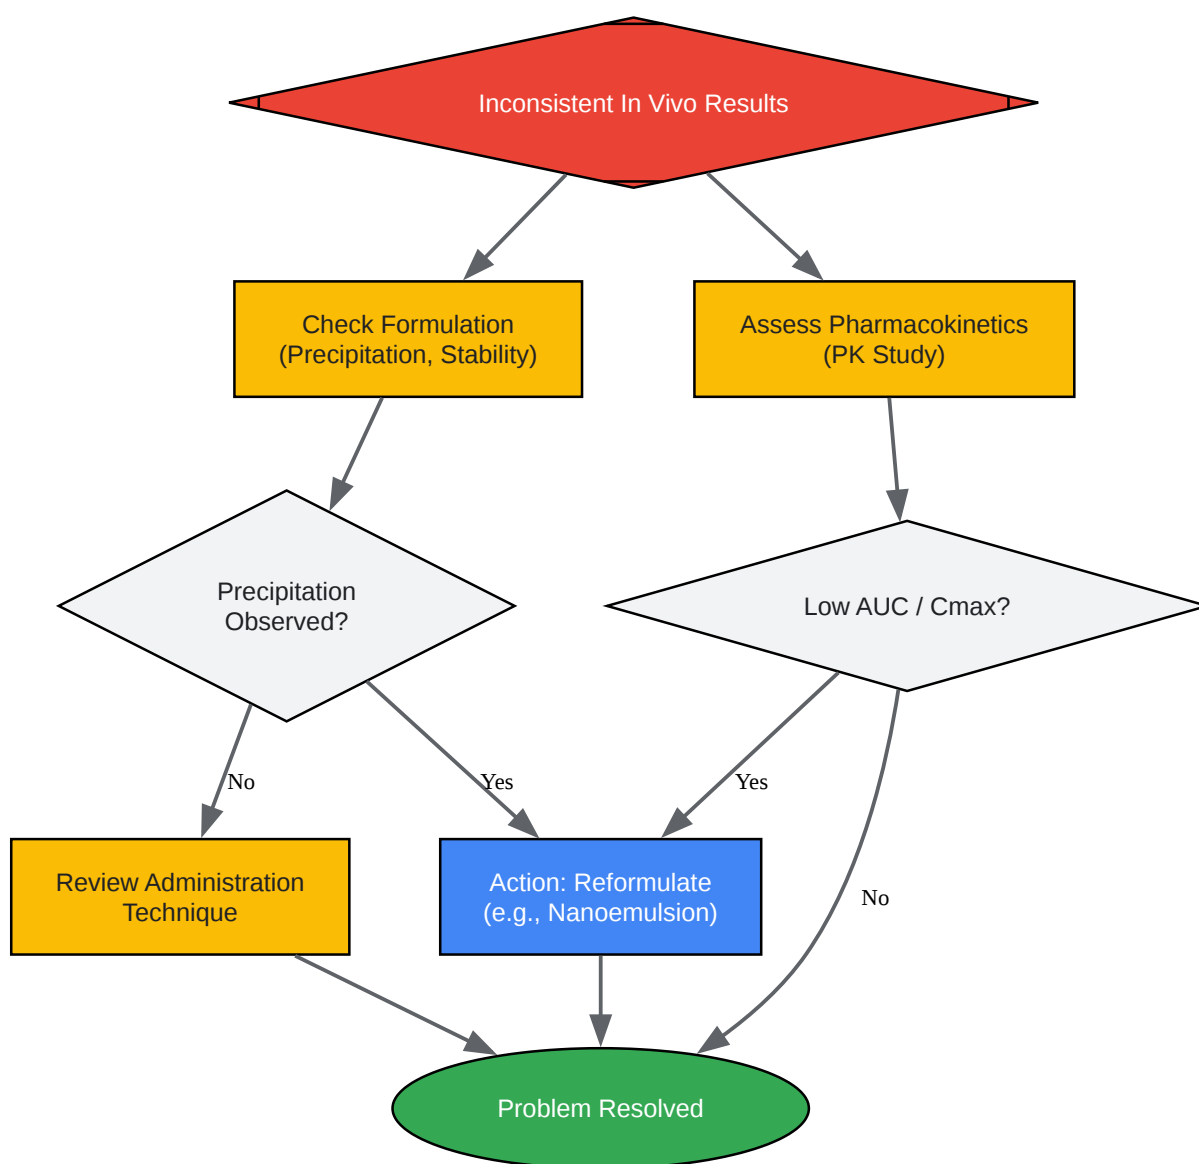 Inconsistent In Vivo Results
Check Formulation
(Precipitation, Stability)
Assess Pharmacokinetics
(PK Study)
Precipitation
Observed?
Low AUC / Cmax?
No
Yes
Yes
Review Administration
Technique
Action: Reformulate
(e.g., Nanoemulsion)
No
Problem Resolved